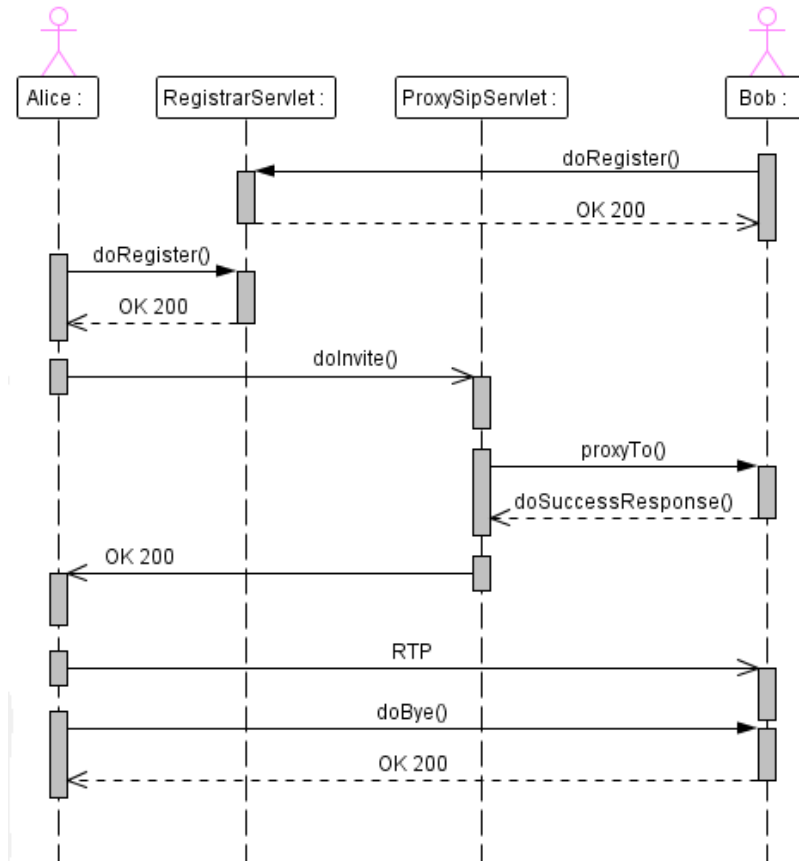 Alice :
RegistrarServlet :
ProxySipServlet :
Bob :
doRegister()
OK 200
doRegister()
OK 200
doInvite()
proxyTo()
doSuccessResponse()
OK 200
RTP
doBye()
OK 200